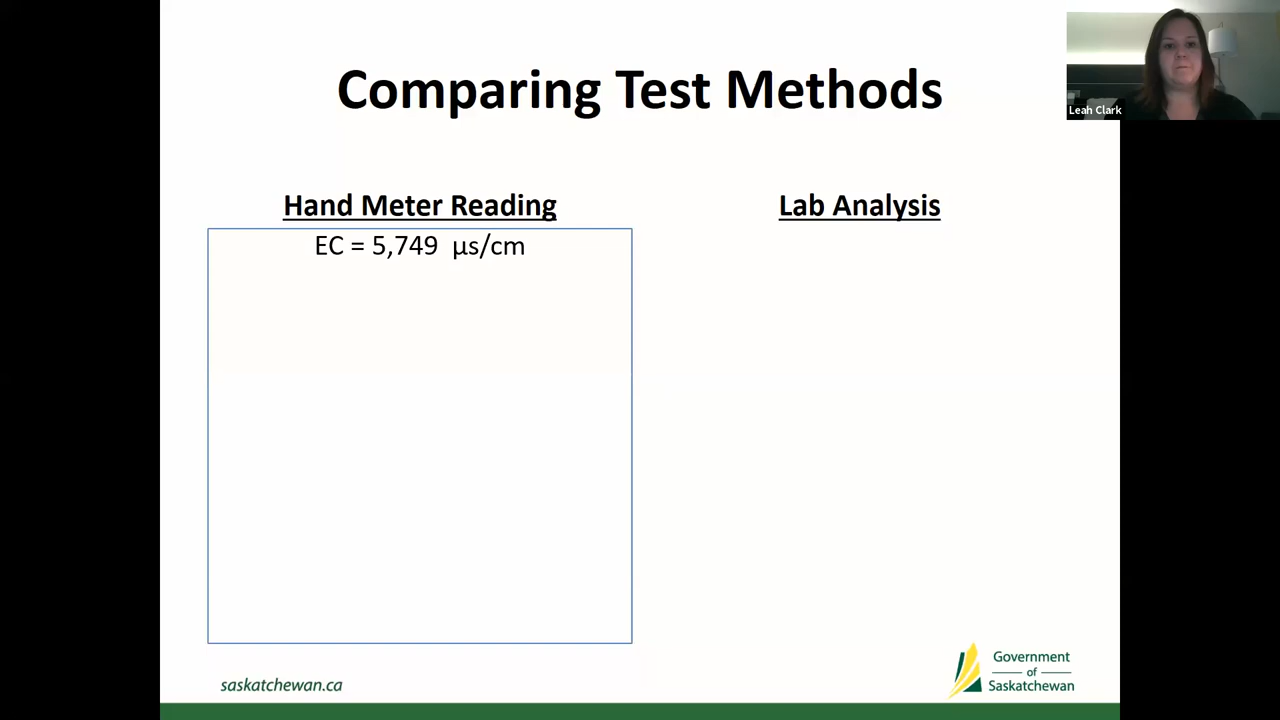 Comparing Test Methods
Leah Clark
Hand Meter Reading
EC = 5,749 µs/cm
Lab Analysis
saskatchewan.ca
Government
of
Saskatchewan